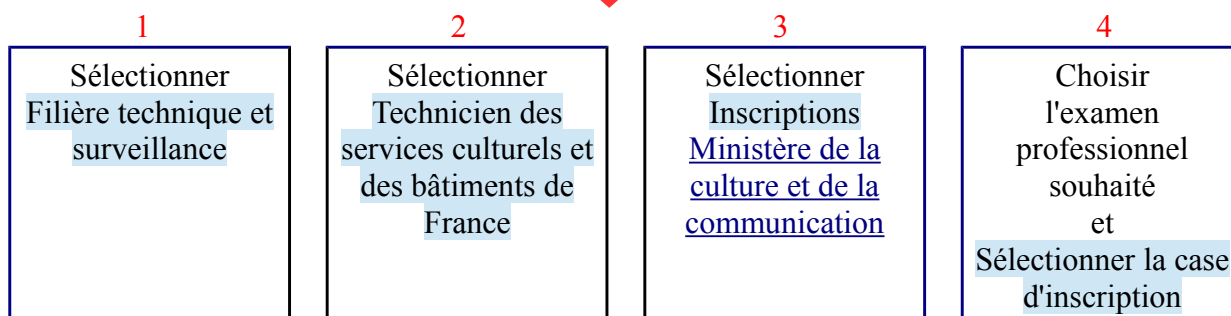 1
Sélectionner
Filière technique et
surveillance
2
Sélectionner
Technicien des
services culturels et
des bâtiments de
France
3
Sélectionner
Inscriptions
Ministère de la
culture et de la
communication
4
Choisir
l'examen
professionnel
souhaité
et
Sélectionner la case
d'inscription